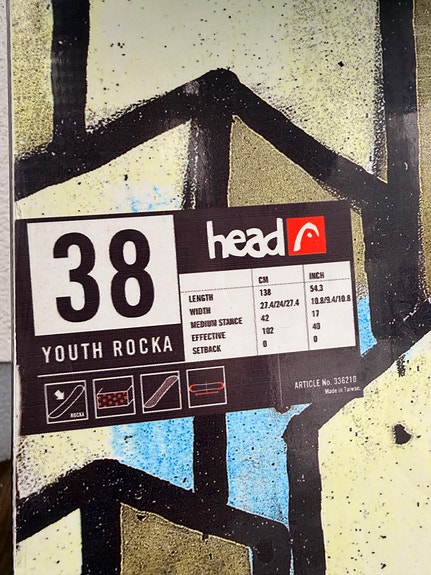 38
YOUTH ROCKA
head
CM INCH
LENGTH 138 54.3
WIDTH 27.4/24/27.4 10.8/9.4/10.8
MEDIUM STANCE 42 17
EFFECTIVE 102 40
SETBACK 0 0
ROCKA
ARTICLE No. 336210
Made in Taiwan